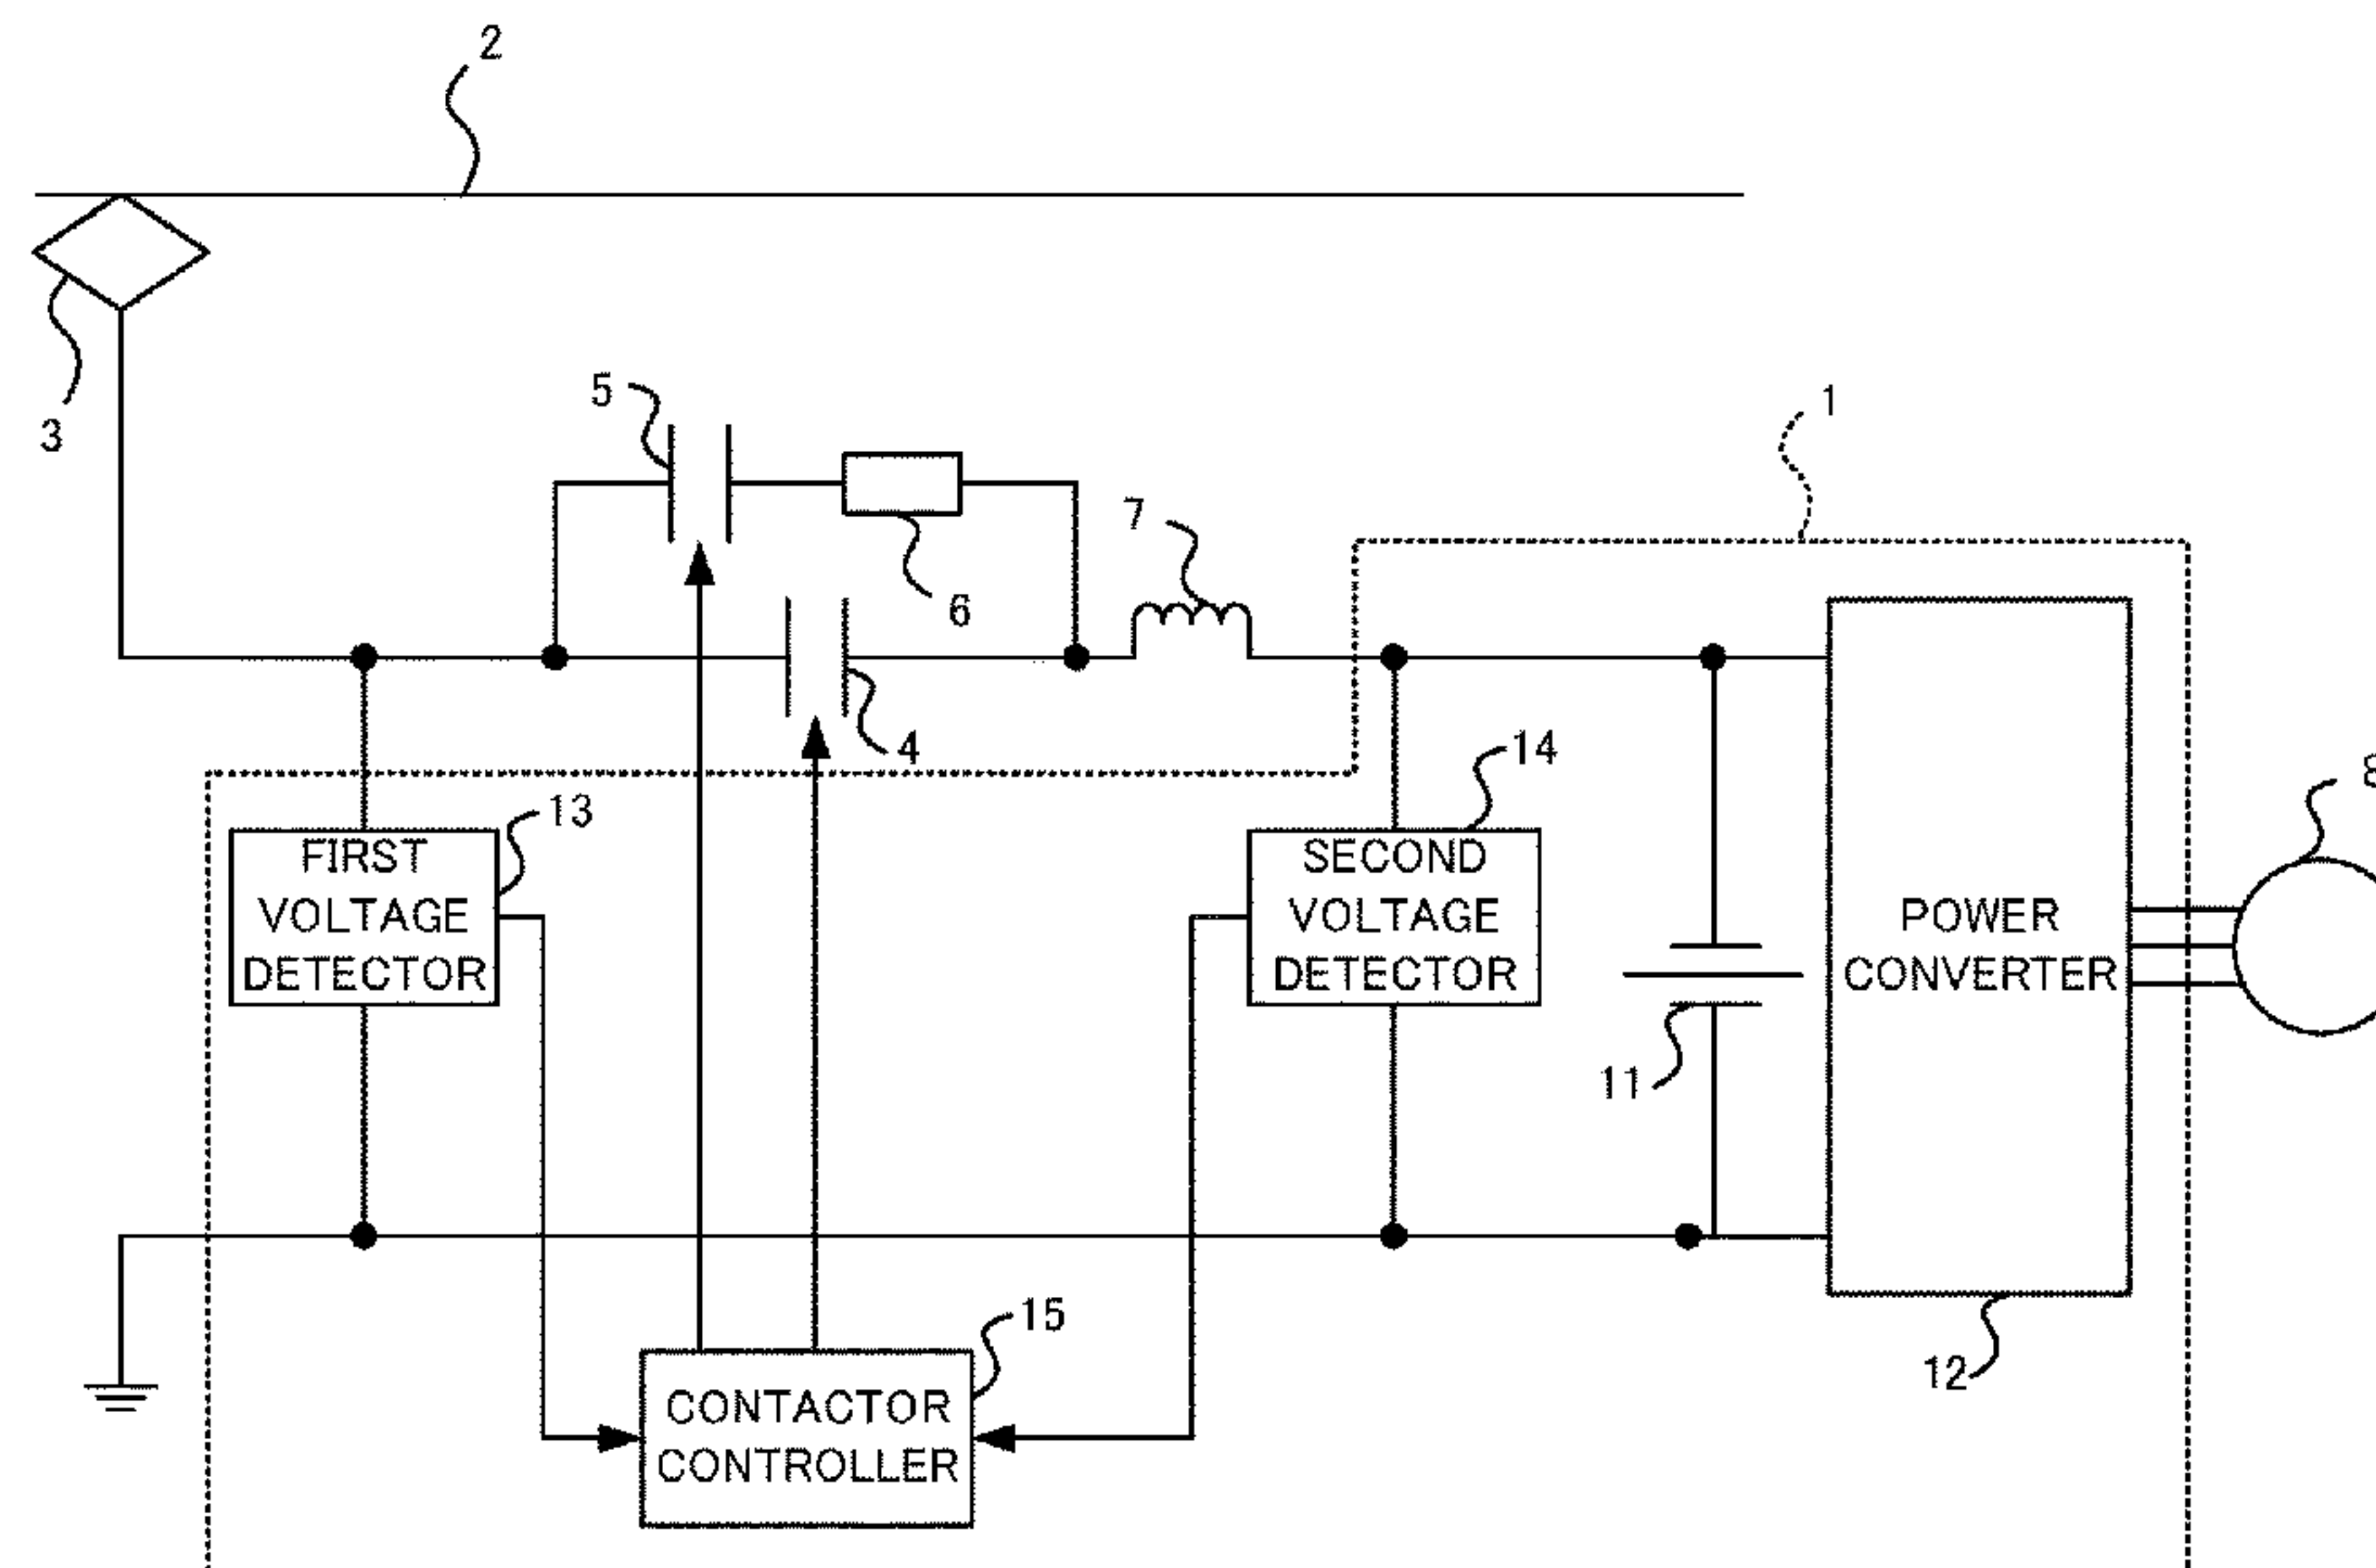 2
3
5
6
7
1
4
14
13
8
FIRST
VOLTAGE
DETECTOR
SECOND
VOLTAGE
DETECTOR
POWER
CONVERTER
11
15
12
CONTACTOR
CONTROLLER